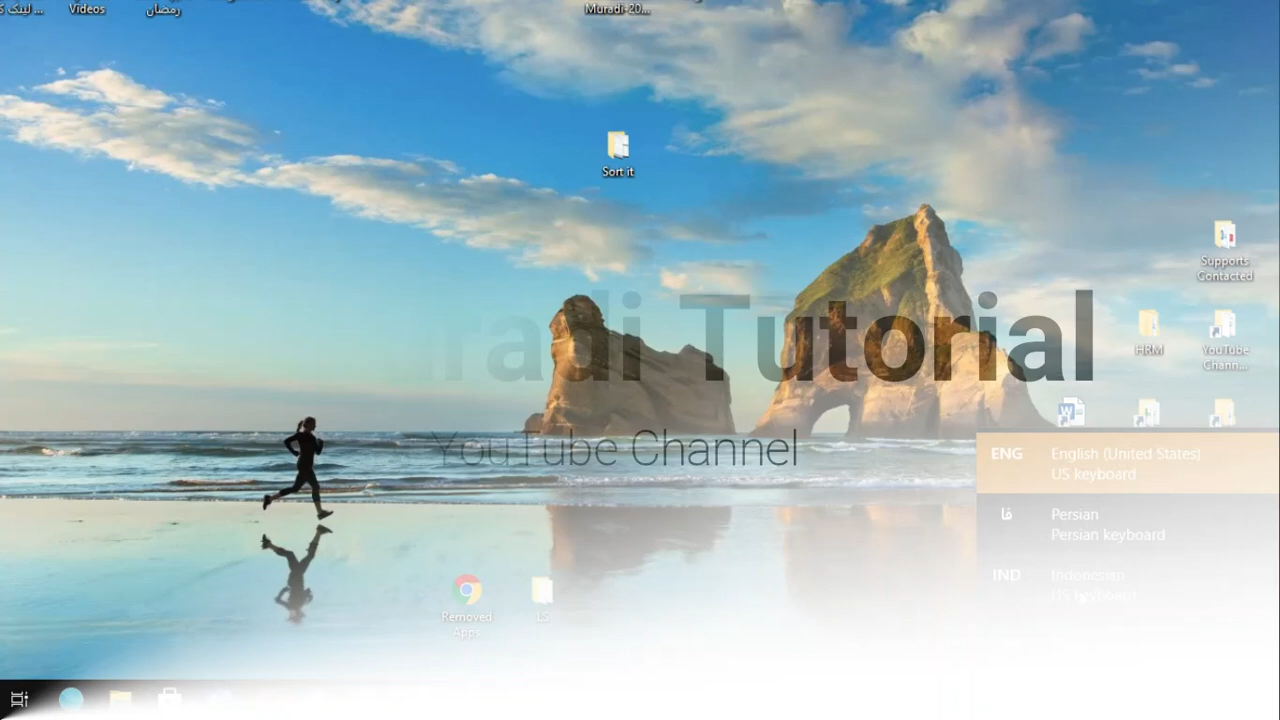 Videos
رمضان
Muradi-20...
Sort it
Supports
Contacted
HRM
YouTube
Chann...
radi Tutorial
YouTube Channel
ENG English (United States)
US keyboard
فا Persian
Persian keyboard
IND Indonesian
US keyboard
Removed
Apps
LS